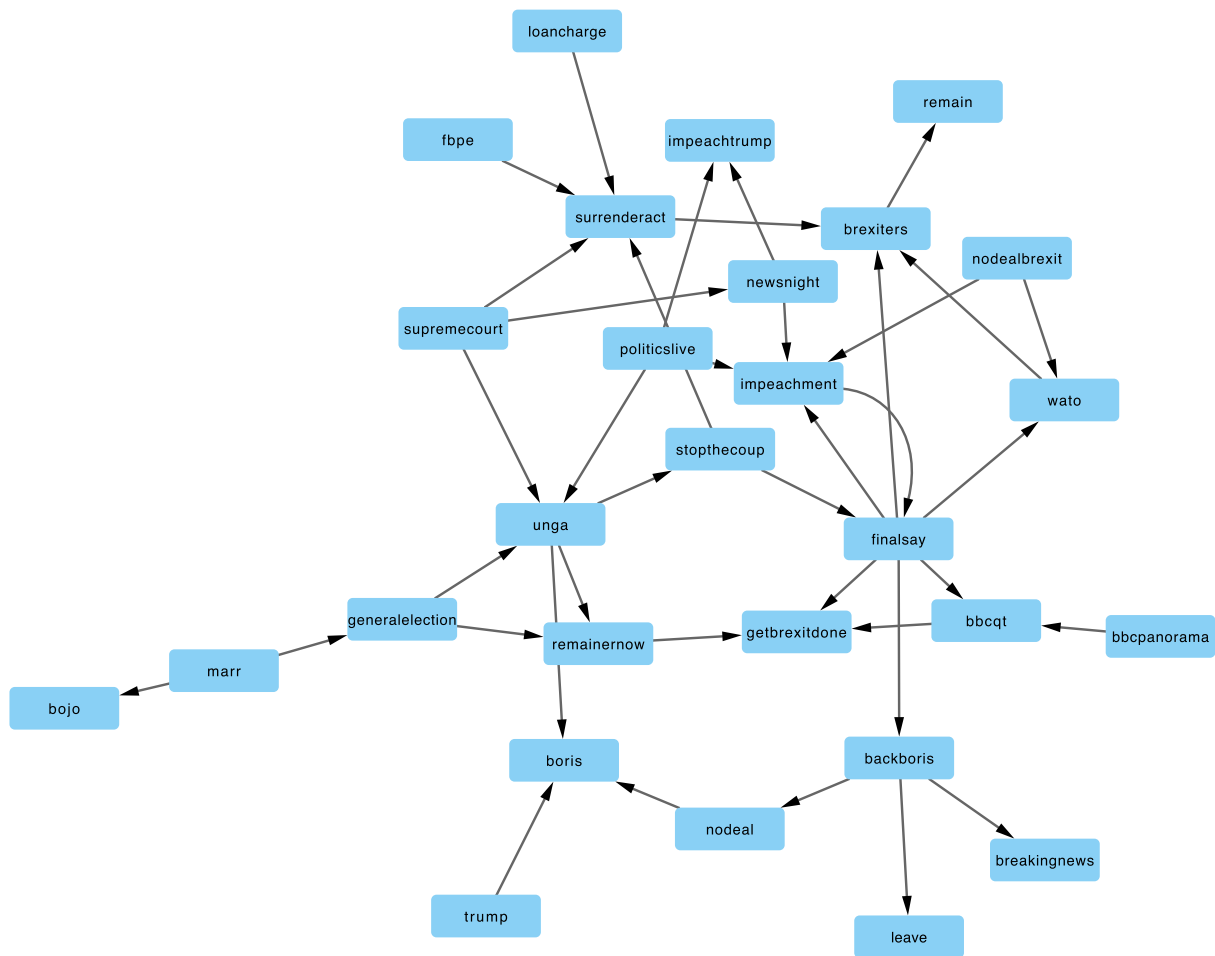 loancharge
remain
fbpe
impeachtrump
surrenderact
brexiters
nodealbrexit
newsnight
supremecourt
politicslive
impeachment
wato
stopthecoup
unga
finalsay
generalelection
bbcqt
getbrexitdone
bbcpanorama
remainernow
marr
bojo
boris
backboris
nodeal
breakingnews
trump
leave